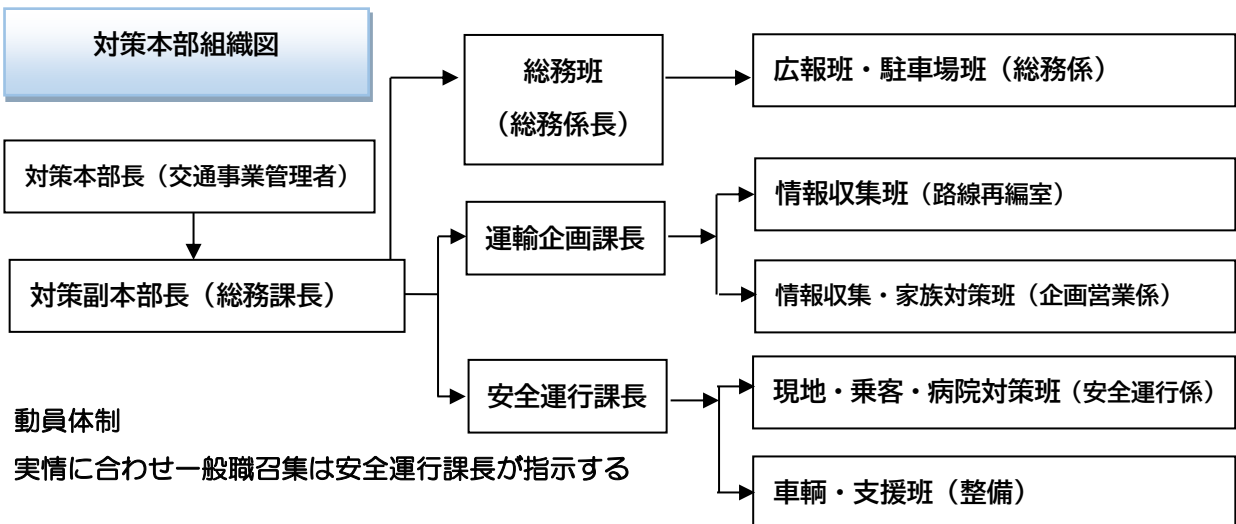 対策本部組織図
対策本部長（交通事業管理者）
対策副本部長（総務課長）
総務班
（総務係長）
広報班・駐車場班（総務係）
運輸企画課長
情報収集班（路線再編室）
情報収集・家族対策班（企画営業係）
安全運行課長
現地・乗客・病院対策班（安全運行係）
車輌・支援班（整備）
動員体制
実情に合わせ一般職召集は安全運行課長が指示する